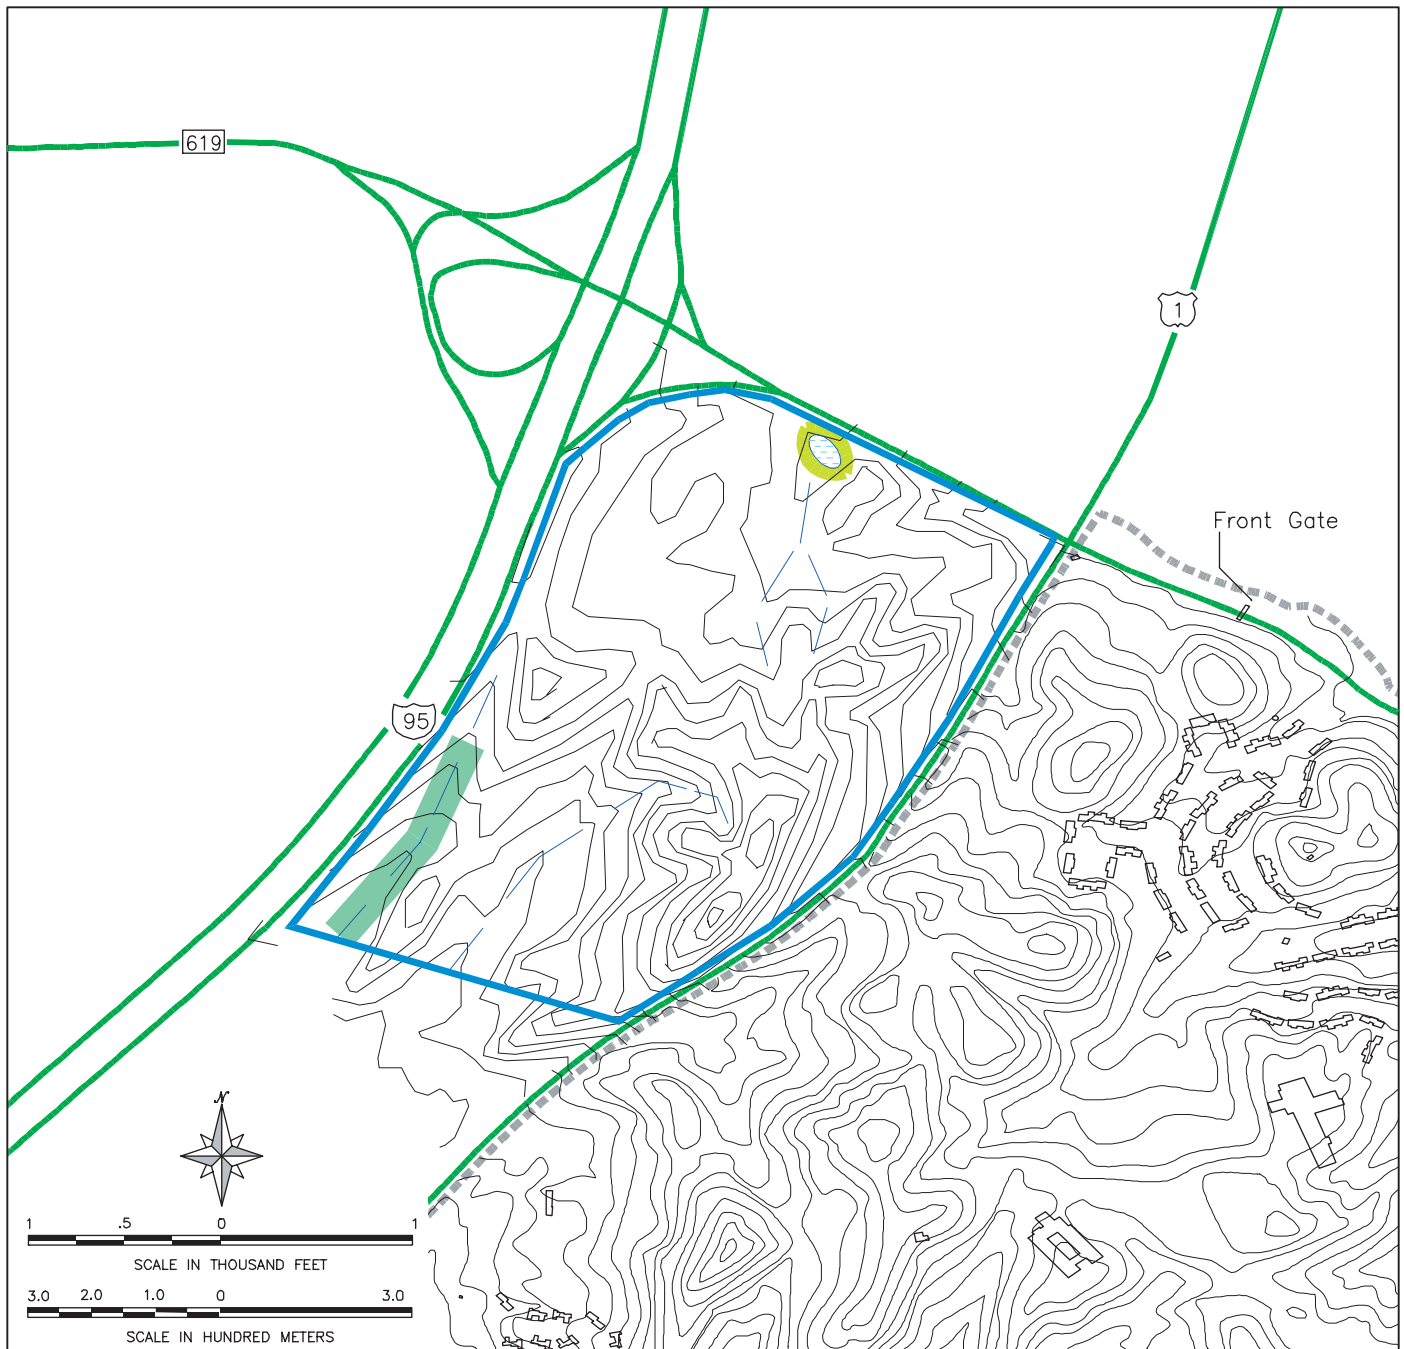 619
1
Front Gate
95
N
1 .5 0 1
SCALE IN THOUSAND FEET
3.0 2.0 1.0 0 3.0
SCALE IN HUNDRED METERS